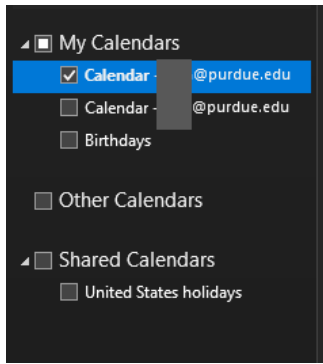 My Calendars
Calendar - @purdue.edu
Calendar - @purdue.edu
Birthdays
Other Calendars
Shared Calendars
United States holidays